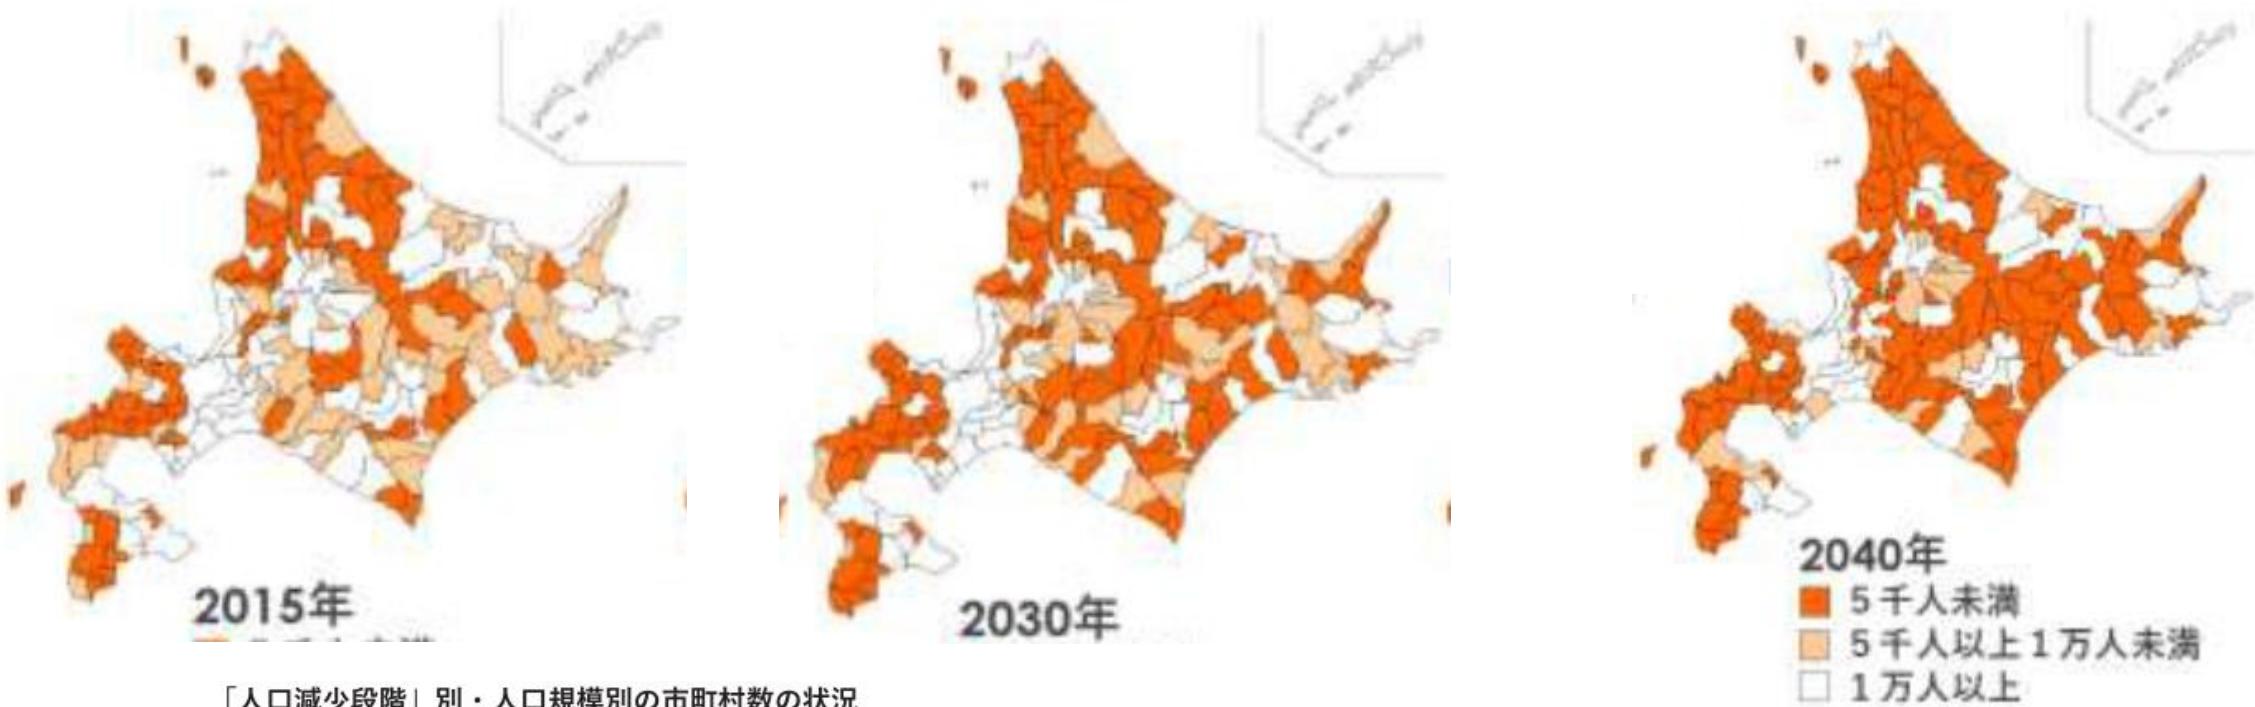 2015年
2030年
2040年
5千人未満
5千人以上1万人未満
1万人以上
「人口減少段階」別・人口規模別の市町村数の状況